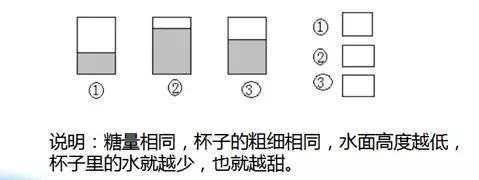 ①
②
③
① ② ③
说明：糖量相同，杯子的粗细相同，水面高度越低，
杯子里的水就越少，也就越甜。